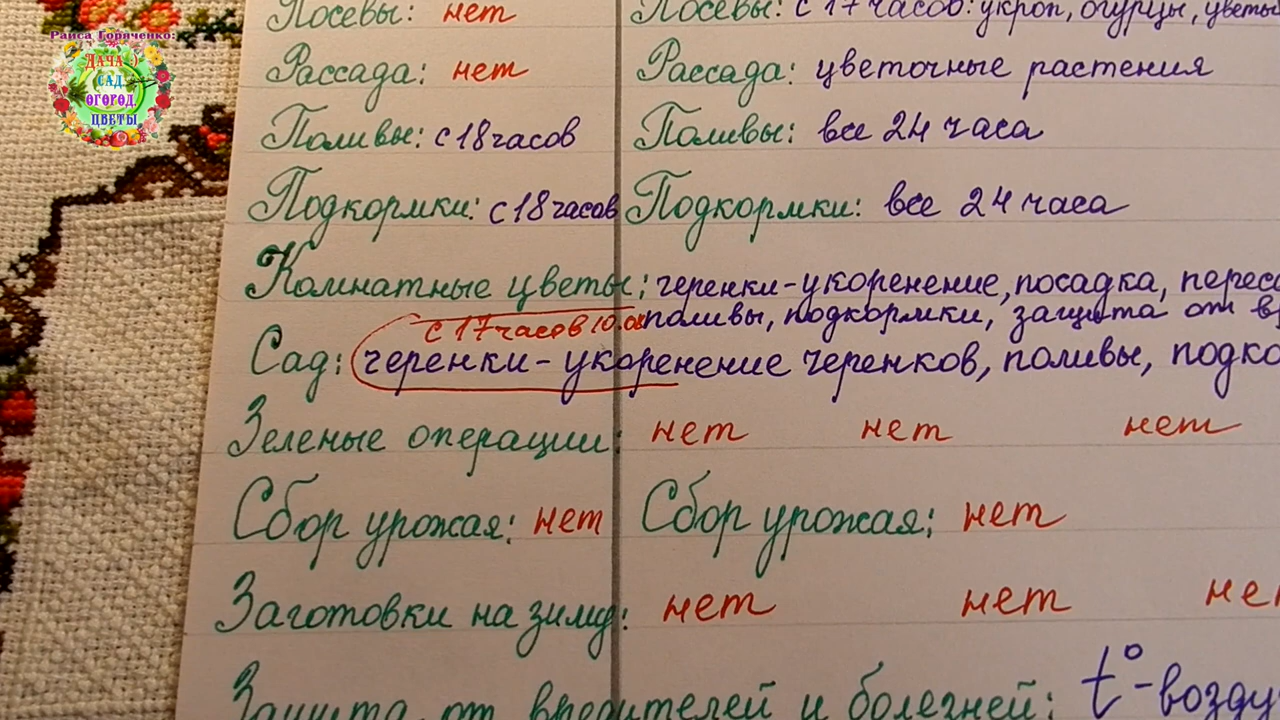 Раиса Горяченко:
Дача :)
сад,
огород,
цветы
Посевы: нет Посевы: с 17 часов: укроп, огурцы, цветы
Рассада: нет Рассада: цветочные растения
Поливы: с 18 часов Поливы: все 24 часа
Подкормки: с 18 часов Подкормки: все 24 часа
Комнатные цветы: черенки-укоренение, посадка, перес
с 17 часов 10.08 поливы, подкормки, защита от вр
Сад: черенки-укоренение черенков, поливы, подко
Зеленые операции: нет нет нет
Сбор урожая: нет Сбор урожая: нет
Заготовки на зиму: нет нет не
Защита от вредителей и болезней: t°-возду